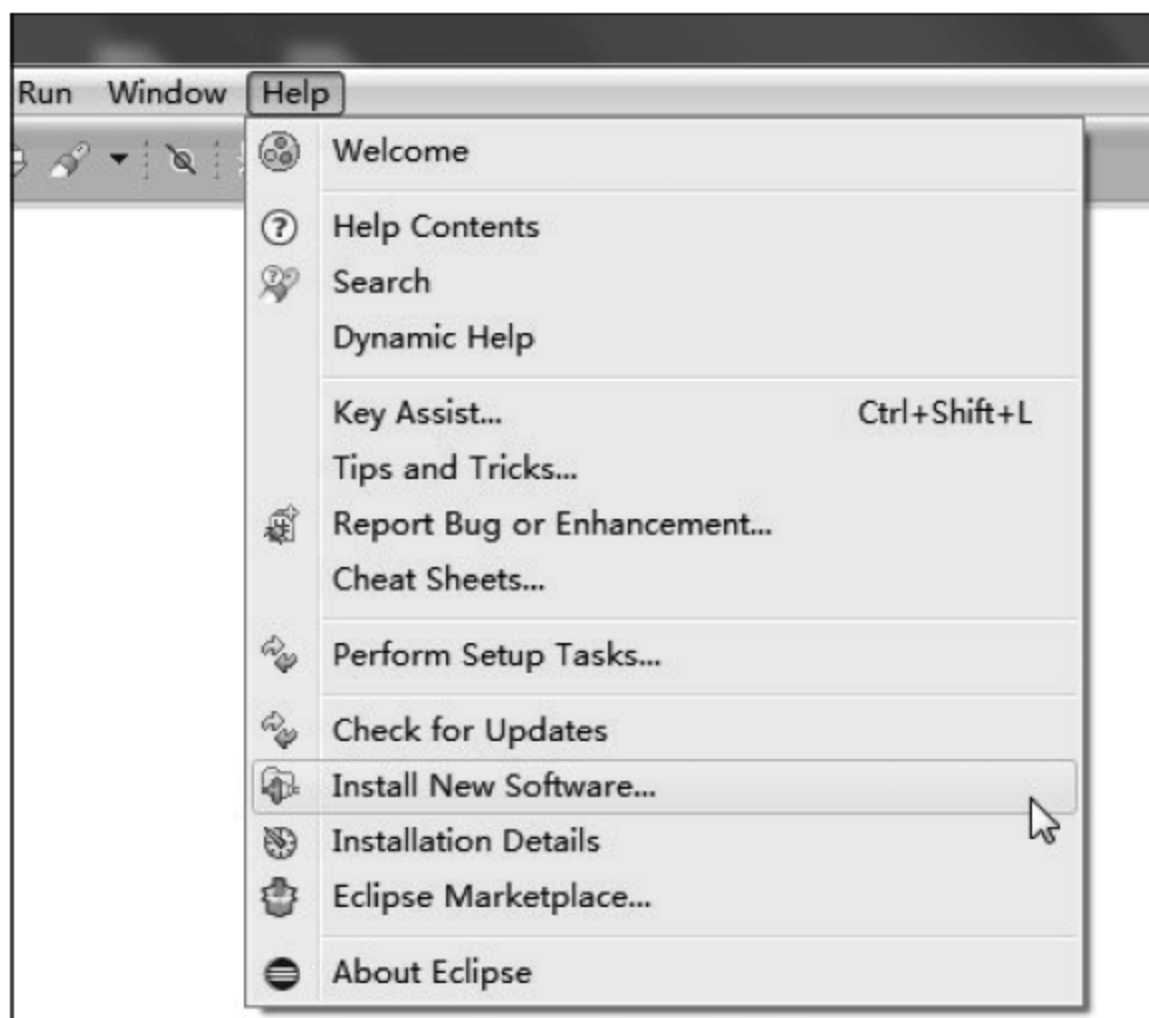 Run Window Help
Welcome
Help Contents
Search
Dynamic Help
Key Assist... Ctrl+Shift+L
Tips and Tricks...
Report Bug or Enhancement...
Cheat Sheets...
Perform Setup Tasks...
Check for Updates
Install New Software...
Installation Details
Eclipse Marketplace...
About Eclipse